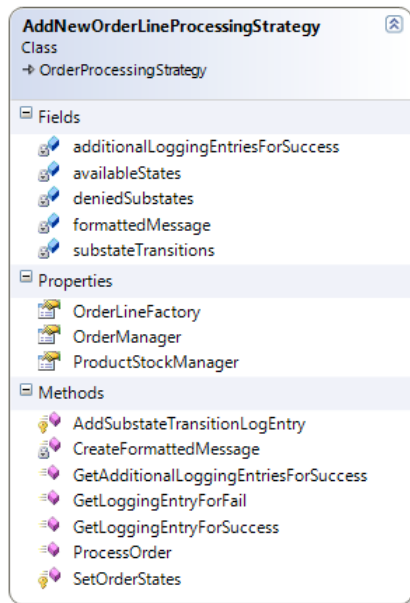 AddNewOrderLineProcessingStrategy
Class
OrderProcessingStrategy
Fields
additionalLoggingEntriesForSuccess
availableStates
deniedSubstates
formattedMessage
substateTransitions
Properties
OrderLineFactory
OrderManager
ProductStockManager
Methods
AddSubstateTransitionLogEntry
CreateFormattedMessage
GetAdditionalLoggingEntriesForSuccess
GetLoggingEntryForFail
GetLoggingEntryForSuccess
ProcessOrder
SetOrderStates